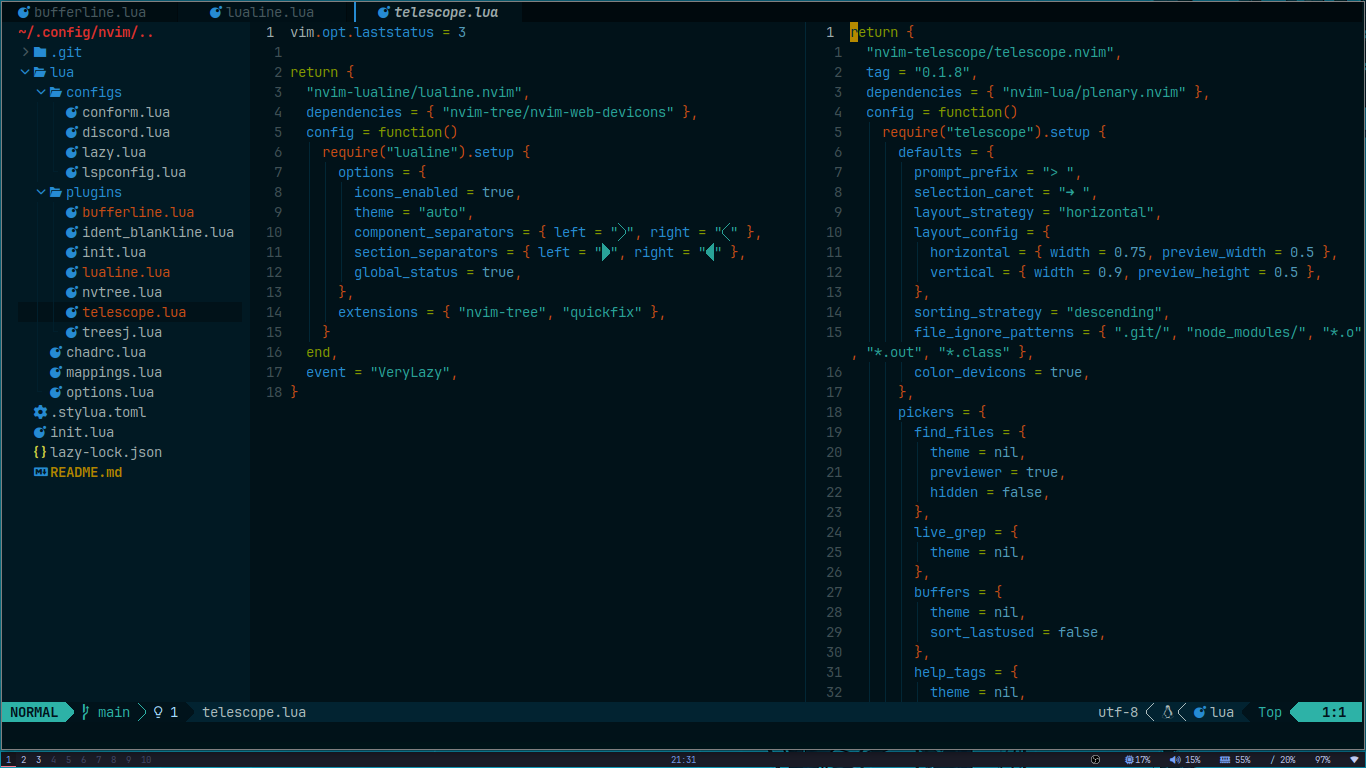 bufferline.lua lualine.lua telescope.lua
~/.config/nvim/..
.git
lua
configs
conform.lua
discord.lua
lazy.lua
lspconfig.lua
plugins
bufferline.lua
ident_blankline.lua
init.lua
lualine.lua
nvtree.lua
telescope.lua
treesj.lua
chadrc.lua
mappings.lua
options.lua
.stylua.toml
init.lua
lazy-lock.json
README.md
1 vim.opt.laststatus = 3
1
2 return {
3 "nvim-lualine/lualine.nvim",
4 dependencies = { "nvim-tree/nvim-web-devicons" },
5 config = function()
6 require("lualine").setup {
7 options = {
8 icons_enabled = true,
9 theme = "auto",
10 component_separators = { left = "", right = "" },
11 section_separators = { left = "", right = "" },
12 global_status = true,
13 },
14 extensions = { "nvim-tree", "quickfix" },
15 }
16 end,
17 event = "VeryLazy",
18 }
1 return {
1 "nvim-telescope/telescope.nvim",
2 tag = "0.1.8",
3 dependencies = { "nvim-lua/plenary.nvim" },
4 config = function()
5 require("telescope").setup {
6 defaults = {
7 prompt_prefix = "> ",
8 selection_caret = "➔ ",
9 layout_strategy = "horizontal",
10 layout_config = {
11 horizontal = { width = 0.75, preview_width = 0.5 },
12 vertical = { width = 0.9, preview_height = 0.5 },
13 },
14 sorting_strategy = "descending",
15 file_ignore_patterns = { ".git/", "node_modules/", "*.o"
, "*.out", "*.class" },
16 color_devicons = true,
17 },
18 pickers = {
19 find_files = {
20 theme = nil,
21 previewer = true,
22 hidden = false,
23 },
24 live_grep = {
25 theme = nil,
26 },
27 buffers = {
28 theme = nil,
29 sort_lastused = false,
30 },
31 help_tags = {
32 theme = nil,
NORMAL main 1 telescope.lua utf-8 lua Top 1:1
1 2 3 4 5 6 7 8 9 10 21:31 17% 15% 55% / 20% 97%